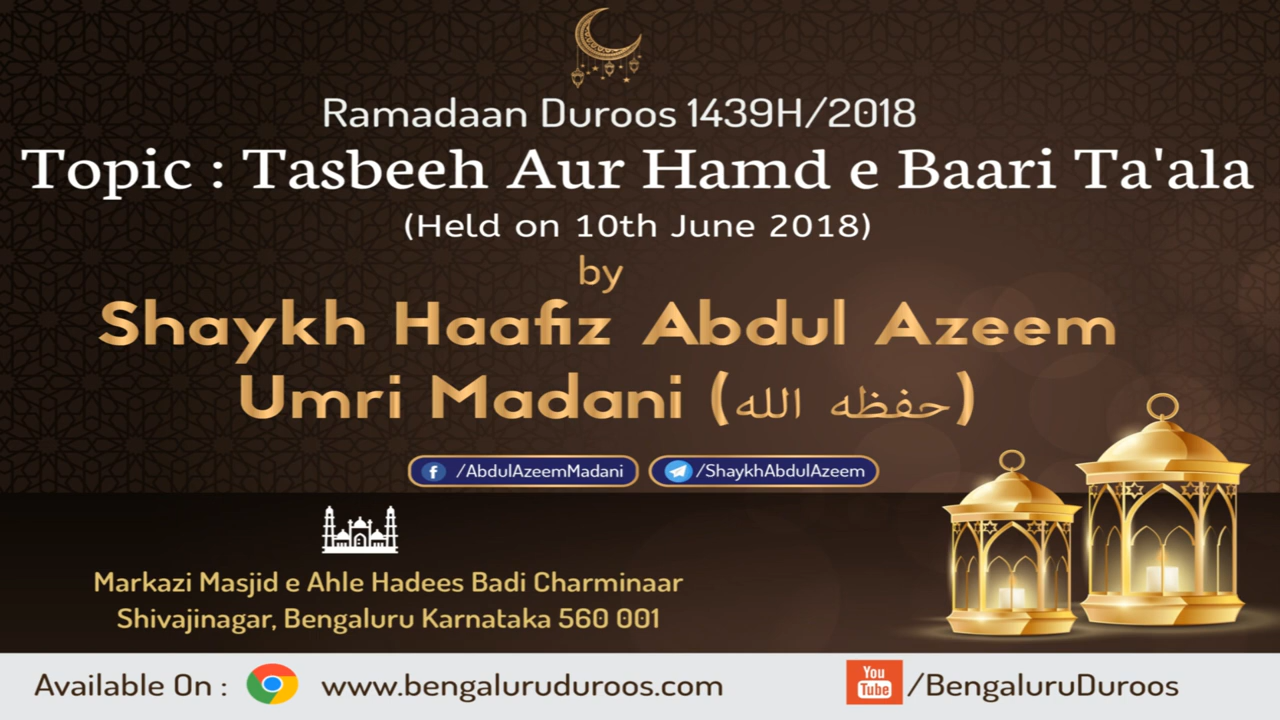 Ramadaan Duroos 1439H/2018
Topic : Tasbeeh Aur Hamd e Baari Ta'ala
(Held on 10th June 2018)
by
Shaykh Haafiz Abdul Azeem
Umri Madani (حفظه الله)
f /AbdulAzeemMadani /ShaykhAbdulAzeem
Markazi Masjid e Ahle Hadees Badi Charminaar
Shivajinagar, Bengaluru Karnataka 560 001
Available On : www.bengaluruduroos.com You Tube /BengaluruDuroos